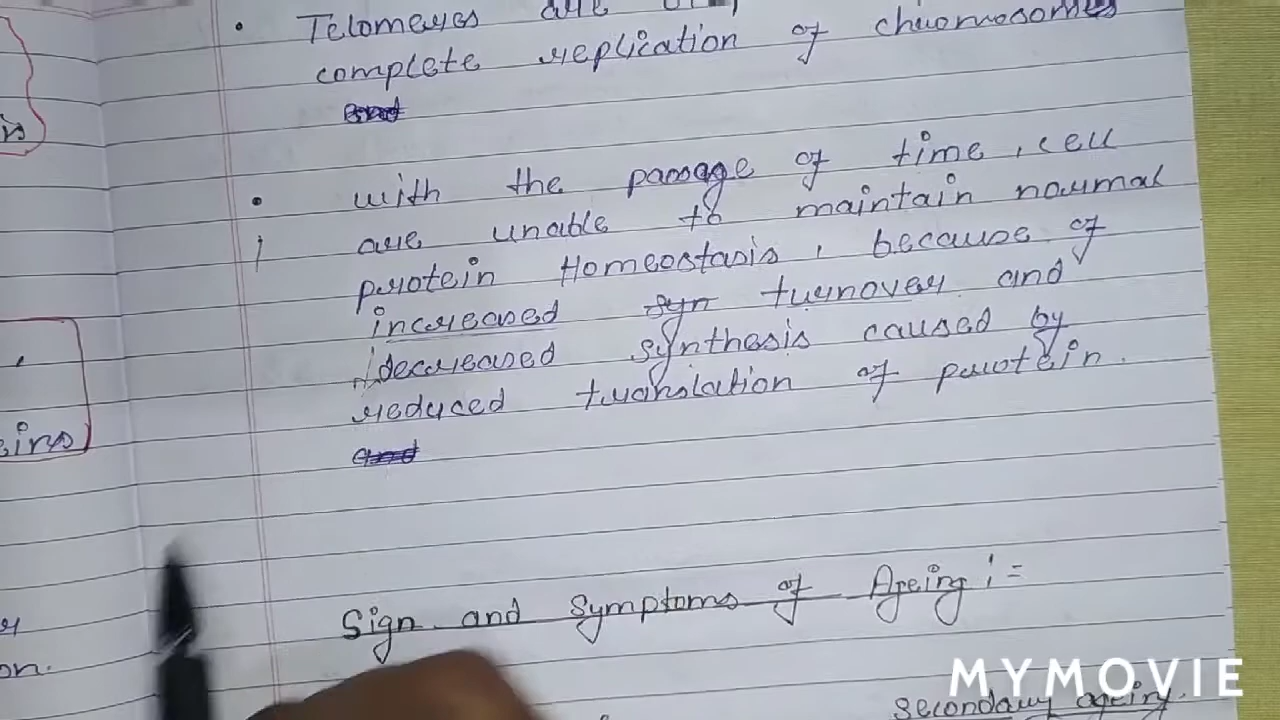 • Telomeres are
complete replication of chromosomes
• with the passage of time, cell
are unable to maintain normal
protein Homeostasis, because of
increased syn turnover and
decreased synthesis caused by
reduced translation of protein.
Sign and Symptoms of Ageing :=
secondary ageing.
MYMOVIE